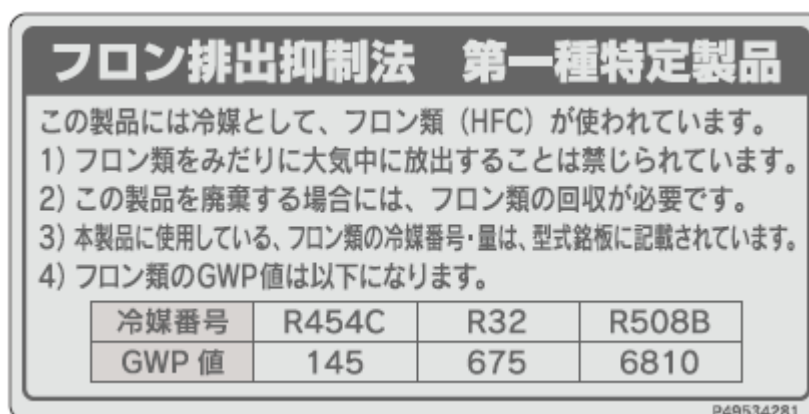 フロン排出抑制法　第一種特定製品
この製品には冷媒として、フロン類（HFC）が使われています。
1）フロン類をみだりに大気中に放出することは禁じられています。
2）この製品を廃棄する場合には、フロン類の回収が必要です。
3）本製品に使用している、フロン類の冷媒番号・量は、型式銘板に記載されています。
4）フロン類のGWP値は以下になります。
冷媒番号 R454C R32 R508B
GWP 値 145 675 6810
P49534281